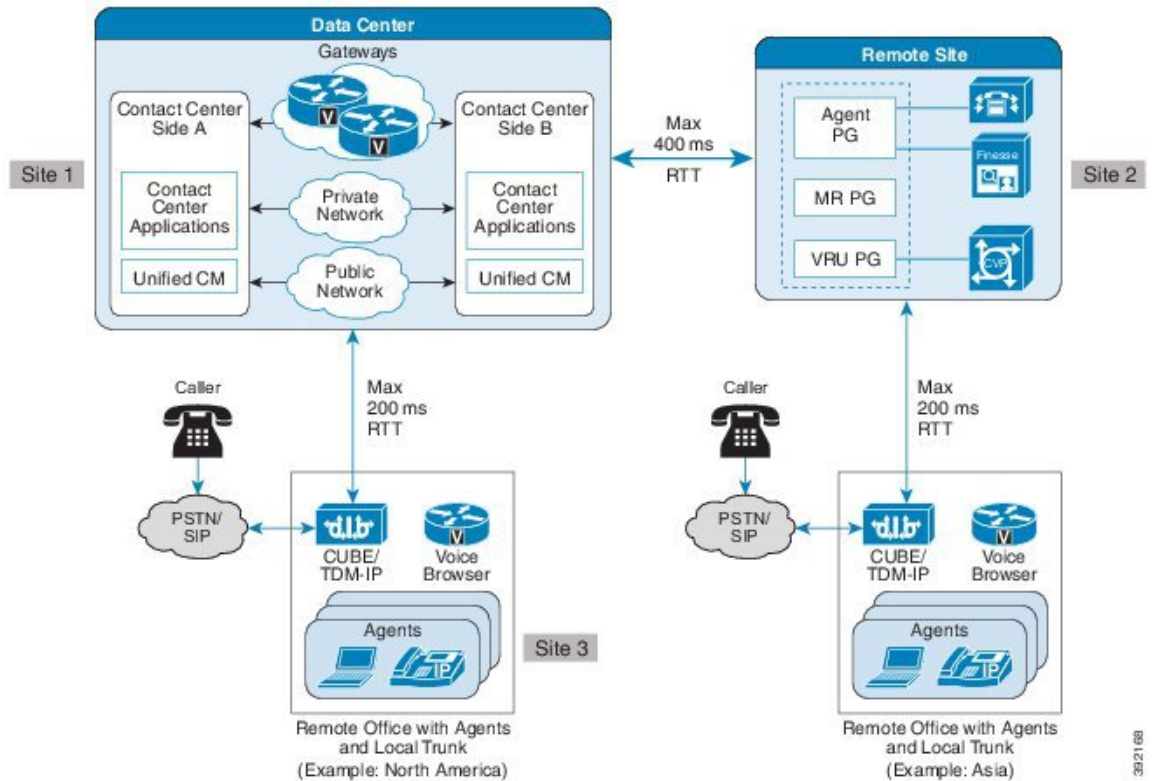 Data Center
Gateways
Contact Center
Side A
Contact Center
Side B
V
V
Contact
Center
Applications
Private
Network
Contact
Center
Applications
Unified CM
Public
Network
Unified CM
Site 1
Max
400 ms
RTT
Remote Site
Agent
PG
Finesse
MR PG
VRU PG
CVP
Site 2
Caller
Max
200 ms
RTT
PSTN/
SIP
CUBE/
TDM-IP
V
Voice
Browser
Agents
IP
Site 3
Remote Office with Agents
and Local Trunk
(Example: North America)
Caller
Max
200 ms
RTT
PSTN/
SIP
CUBE/
TDM-IP
V
Voice
Browser
Agents
IP
Remote Office with Agents
and Local Trunk
(Example: Asia)
392168